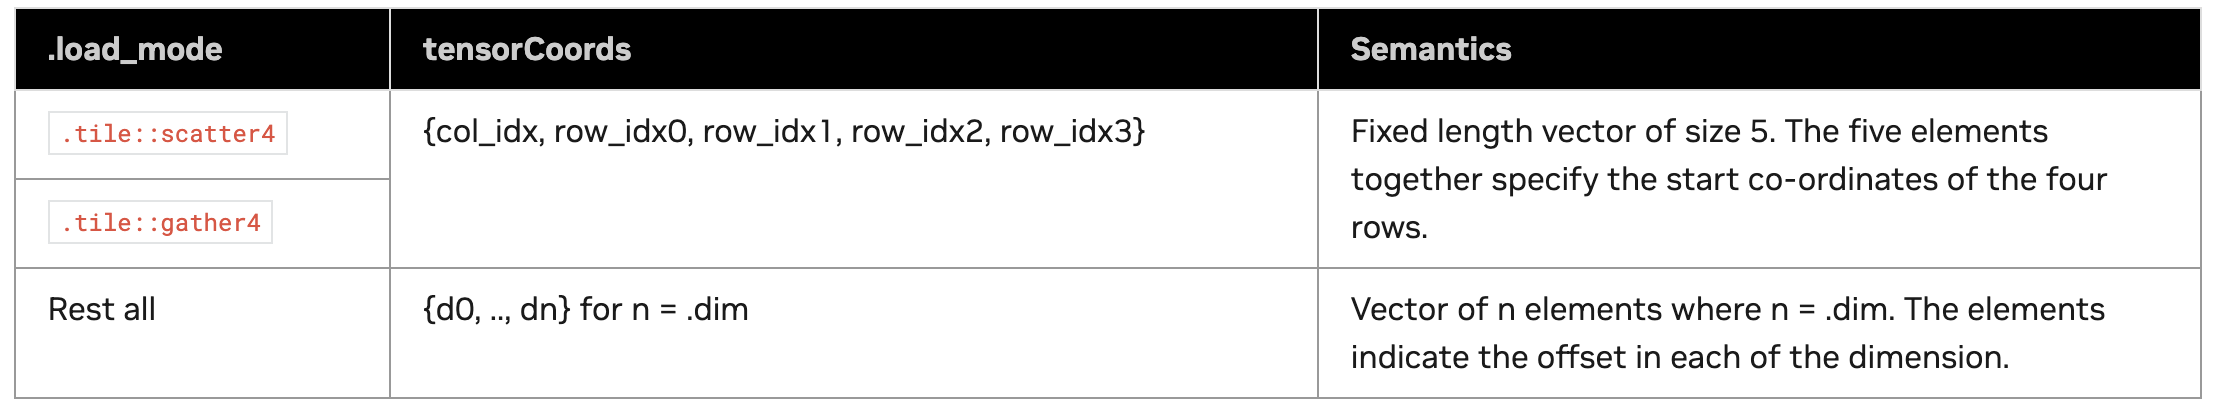 .load_mode
tensorCoords
Semantics
.tile::scatter4
.tile::gather4
{col_idx, row_idx0, row_idx1, row_idx2, row_idx3}
Fixed length vector of size 5. The five elements
together specify the start co-ordinates of the four
rows.
Rest all
{d0, .., dn} for n = .dim
Vector of n elements where n = .dim. The elements
indicate the offset in each of the dimension.